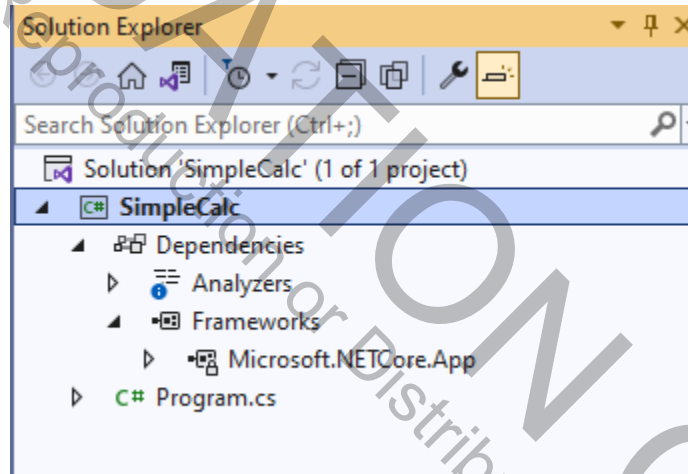 Solution Explorer
Search Solution Explorer (Ctrl+;)
Solution 'SimpleCalc' (1 of 1 project)
C# SimpleCalc
Dependencies
Analyzers
Frameworks
Microsoft.NETCore.App
C# Program.cs